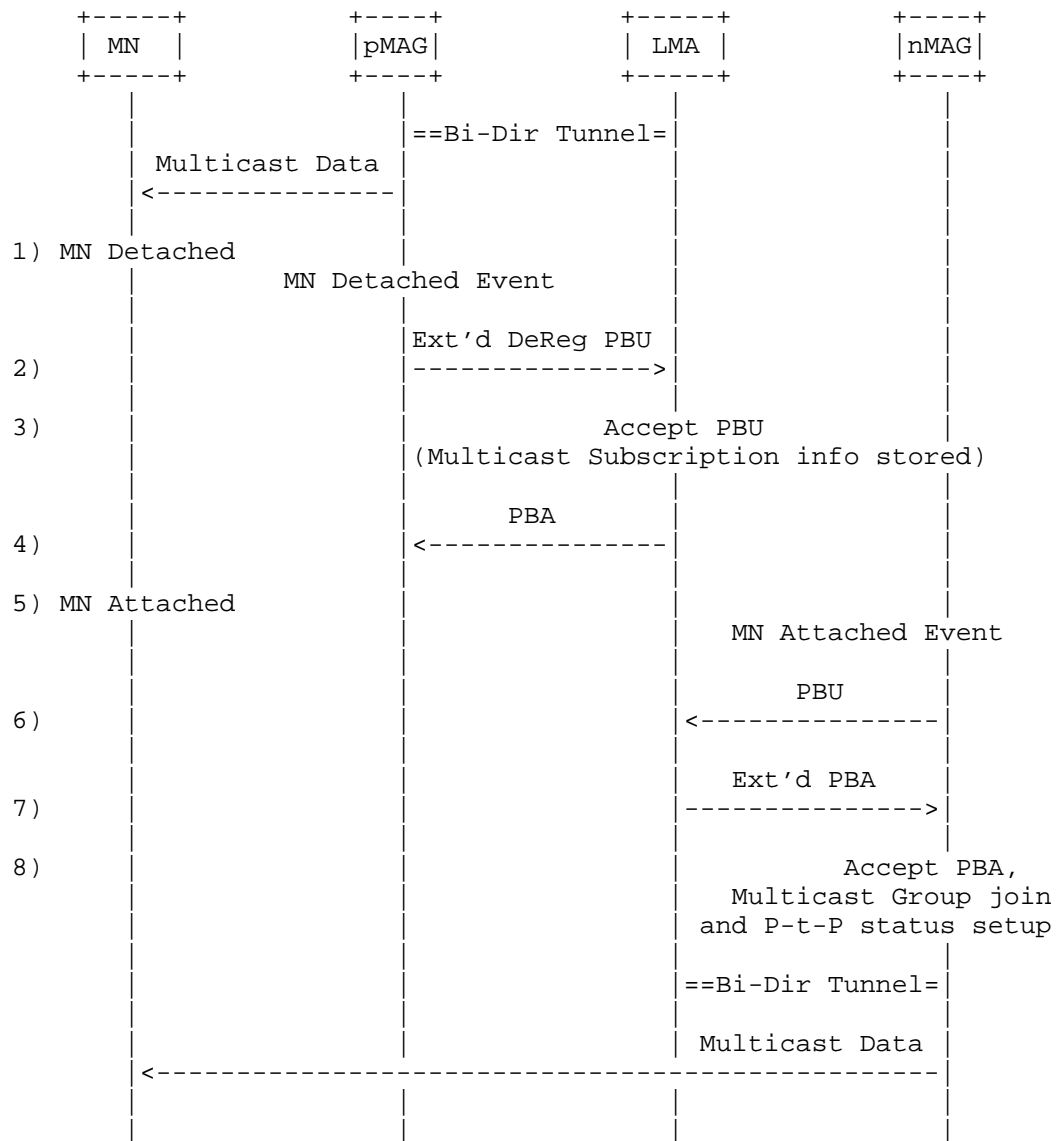 MN pMAG LMA nMAG
==Bi-Dir Tunnel=
Multicast Data
1) MN Detached
MN Detached Event
Ext'd DeReg PBU
2)
3) Accept PBU
(Multicast Subscription info stored)
PBA
4)
5) MN Attached
MN Attached Event
PBU
6)
Ext'd PBA
7)
8) Accept PBA,
Multicast Group join
and P-t-P status setup
==Bi-Dir Tunnel=
Multicast Data